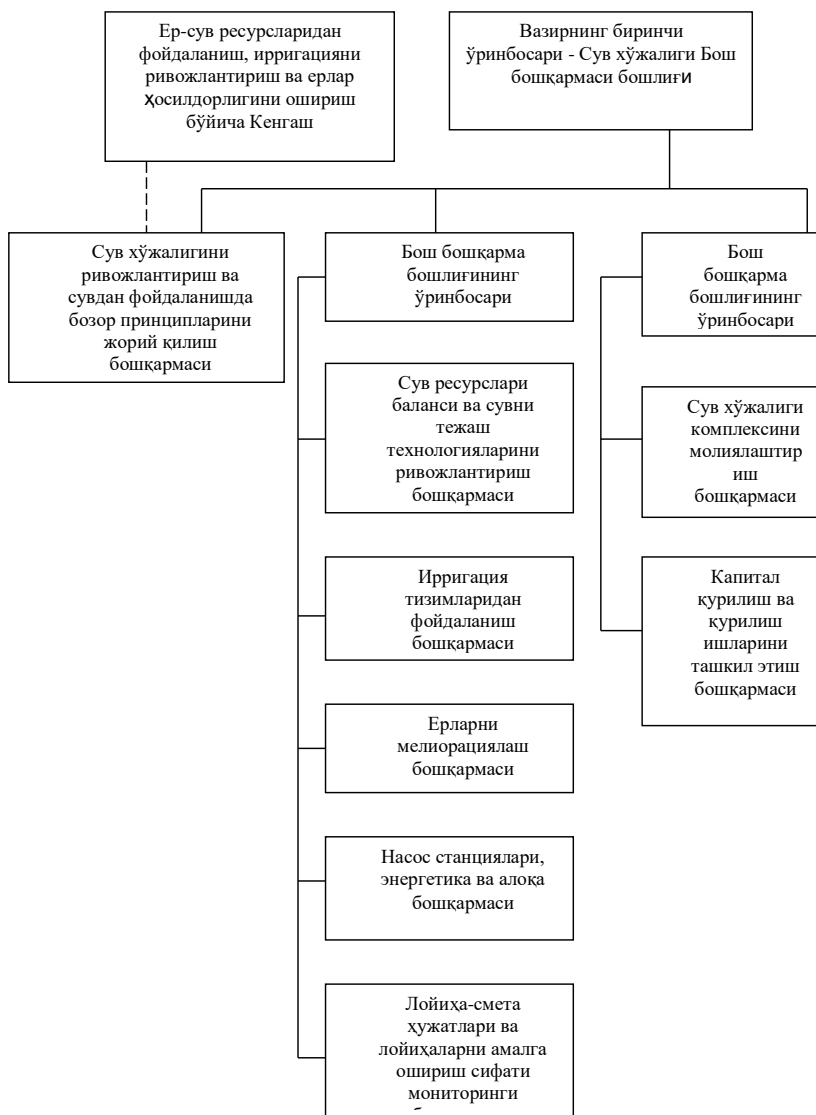 Ер-сув ресурсларидан
фойдаланиш, ирригацияни
ривожлантириш ва ерлар
ҳосилдорлигини ошириш
бўйича Кенгаш
Вазирнинг биринчи
ўринбосари - Сув хўжалиги Бош
бошқармаси бошлиғи
Сув хўжалигини
ривожлантириш ва
сувдан фойдаланишда
бозор принципларини
жорий қилиш
бошқармаси
Бош бошқарма
бошлиғининг
ўринбосари
Сув ресурслари
баланси ва сувни
тежаш
технологияларини
ривожлантириш
бошқармаси
Ирригация
тизимларидан
фойдаланиш
бошқармаси
Ерларни
мелиорациялаш
бошқармаси
Насос станциялари,
энергетика ва алоқа
бошқармаси
Лойиҳа-смета
ҳужатлари ва
лойиҳаларни амалга
ошириш сифати
мониторинги
Бош
бошқарма
бошлиғининг
ўринбосари
Сув хўжалиги
комплексини
молиялаштир
иш
бошқармаси
Капитал
қурилиш ва
қурилиш
ишларини
ташкил этиш
бошқармаси